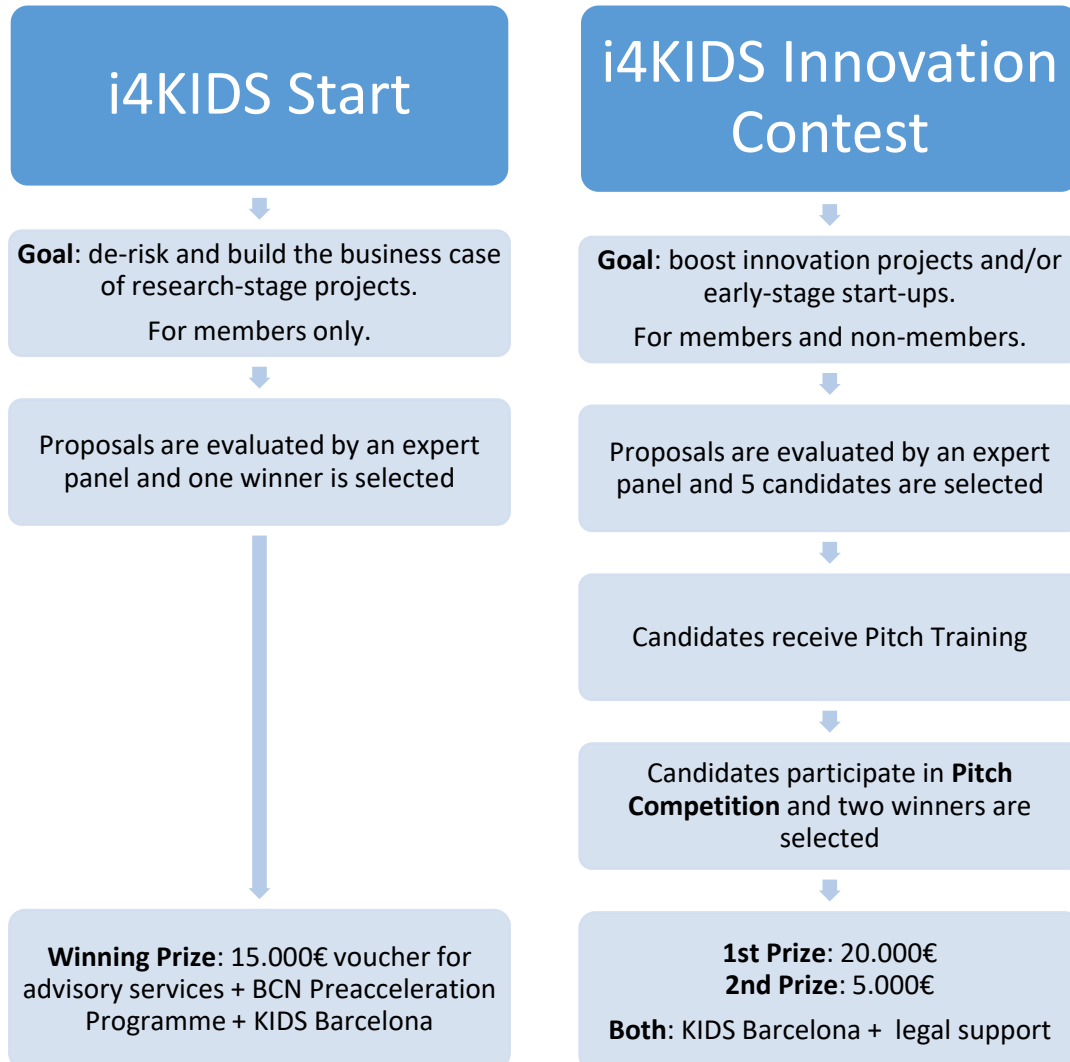 i4KIDS Start
Goal: de-risk and build the business case
of research-stage projects.
For members only.
Proposals are evaluated by an expert
panel and one winner is selected
Winning Prize: 15.000€ voucher for
advisory services + BCN Preacceleration
Programme + KIDS Barcelona
i4KIDS Innovation
Contest
Goal: boost innovation projects and/or
early-stage start-ups.
For members and non-members.
Proposals are evaluated by an expert
panel and 5 candidates are selected
Candidates receive Pitch Training
Candidates participate in Pitch
Competition and two winners are
selected
1st Prize: 20.000€
2nd Prize: 5.000€
Both: KIDS Barcelona + legal support